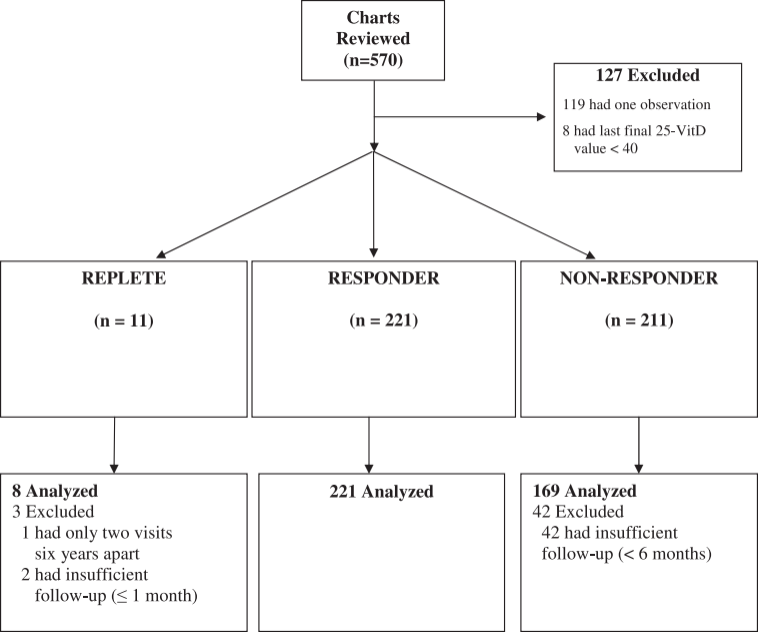 Charts
Reviewed
(n=570)
127 Excluded
119 had one observation
8 had last final 25-VitD
value < 40
REPLETE
(n = 11)
RESPONDER
(n = 221)
NON-RESPONDER
(n = 211)
8 Analyzed
3 Excluded
1 had only two visits
six years apart
2 had insufficient
follow-up (≤ 1 month)
221 Analyzed
169 Analyzed
42 Excluded
42 had insufficient
follow-up (< 6 months)